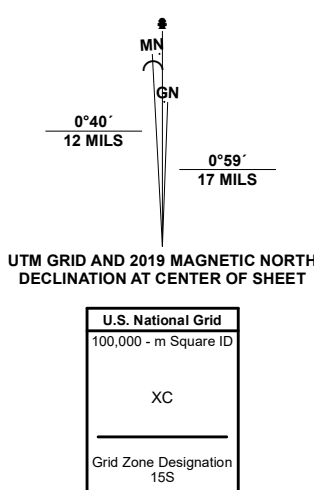 MN
GN
0°40´
12 MILS
0°59´
17 MILS
UTM GRID AND 2019 MAGNETIC NORTH
DECLINATION AT CENTER OF SHEET
U.S. National Grid
100,000 - m Square ID
XC
Grid Zone Designation
15S